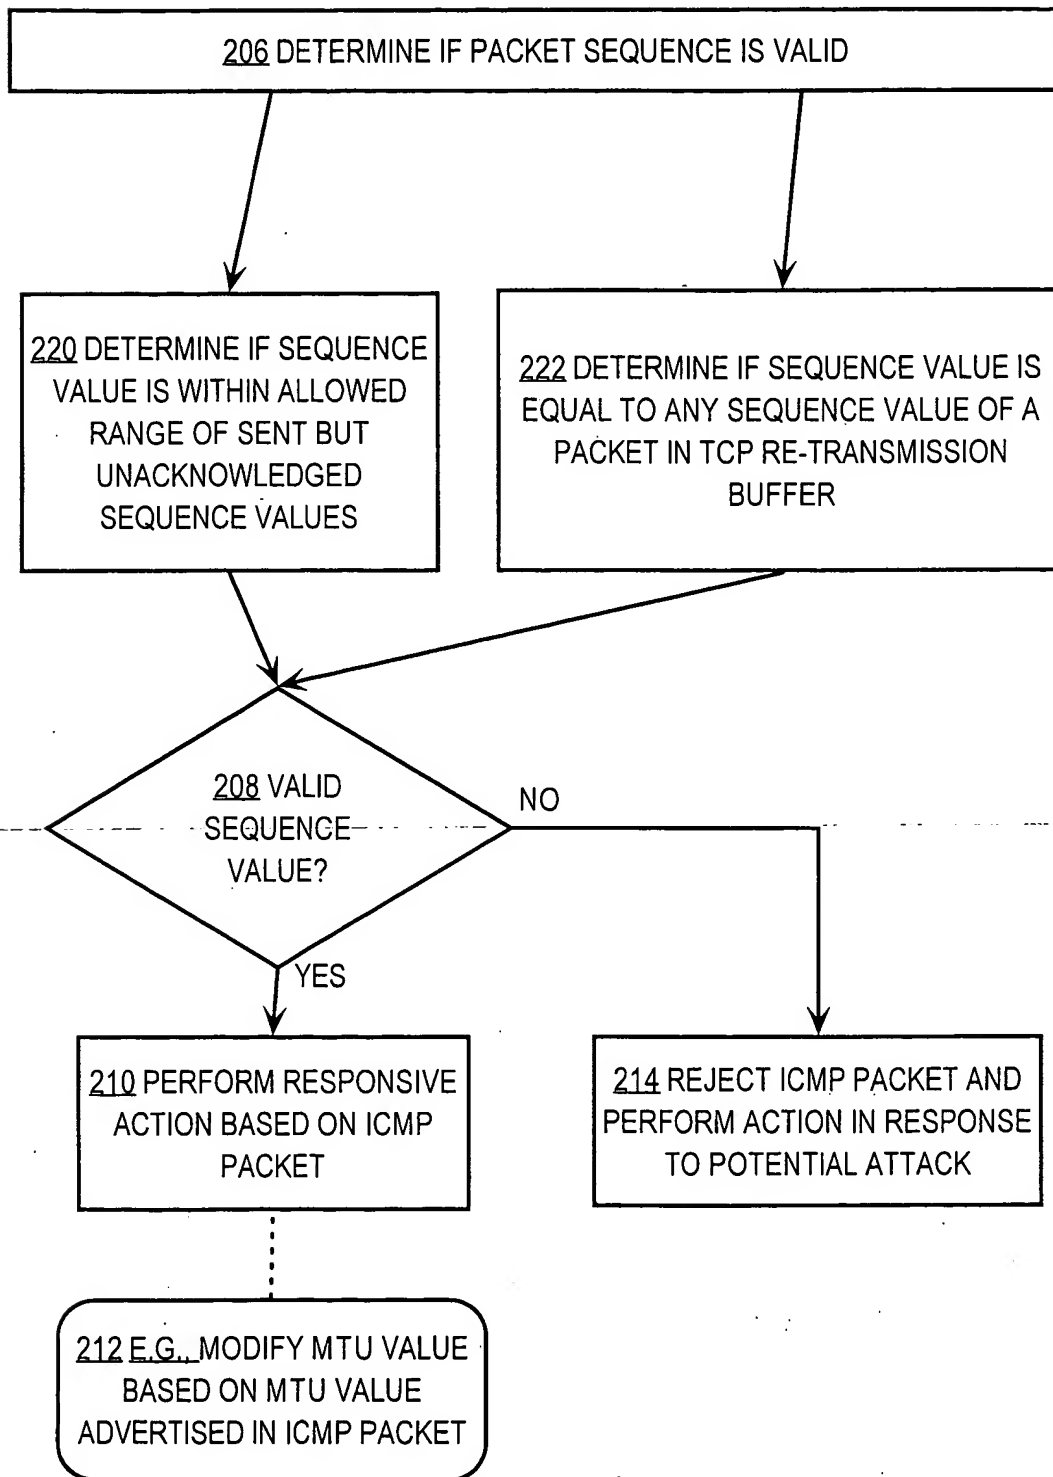 206 DETERMINE IF PACKET SEQUENCE IS VALID
220 DETERMINE IF SEQUENCE
VALUE IS WITHIN ALLOWED
RANGE OF SENT BUT
UNACKNOWLEDGED
SEQUENCE VALUES
222 DETERMINE IF SEQUENCE VALUE IS
EQUAL TO ANY SEQUENCE VALUE OF A
PACKET IN TCP RE-TRANSMISSION
BUFFER
208 VALID
SEQUENCE
VALUE?
NO
YES
210 PERFORM RESPONSIVE
ACTION BASED ON ICMP
PACKET
214 REJECT ICMP PACKET AND
PERFORM ACTION IN RESPONSE
TO POTENTIAL ATTACK
212 E.G., MODIFY MTU VALUE
BASED ON MTU VALUE
ADVERTISED IN ICMP PACKET